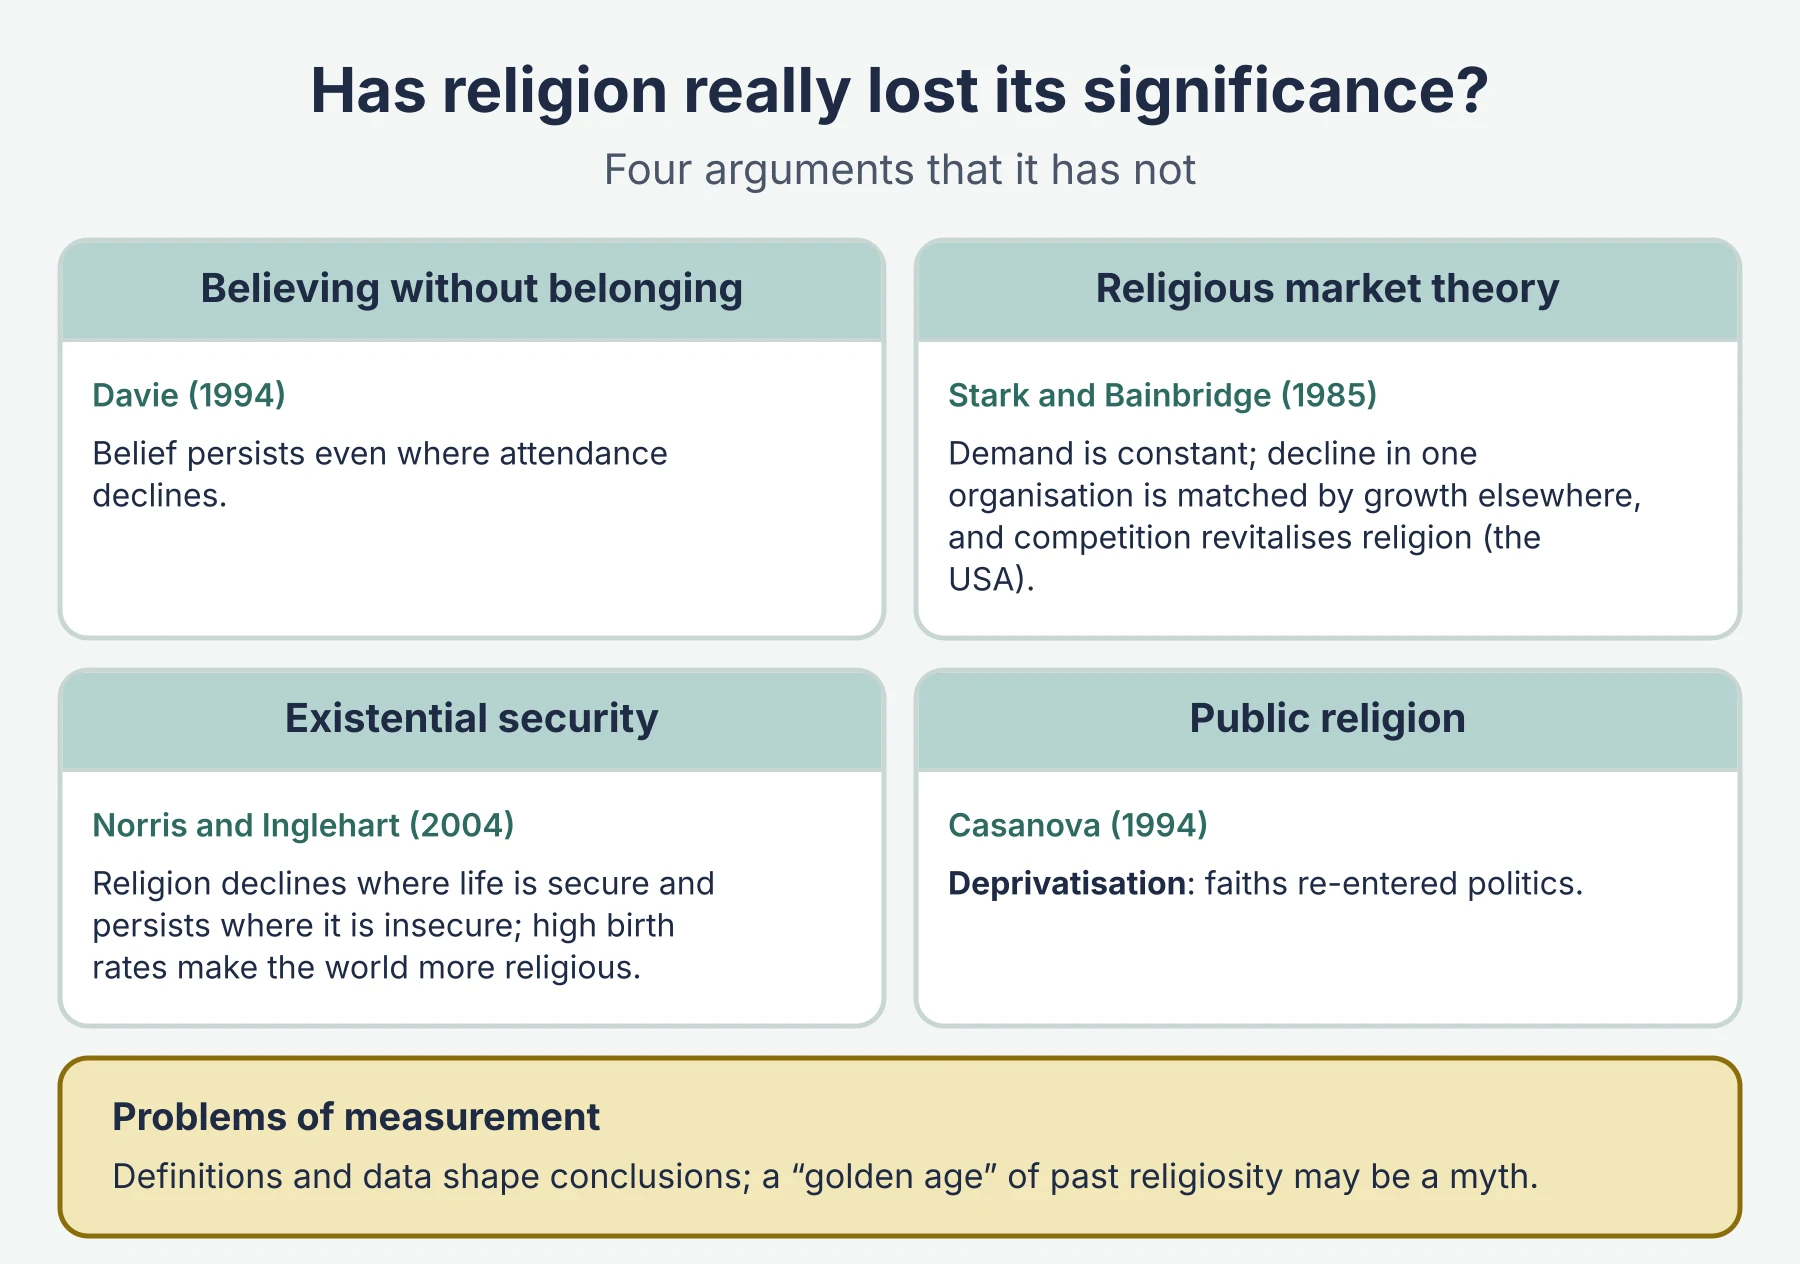 Has religion really lost its significance?
Four arguments that it has not
Believing without belonging
Davie (1994)
Belief persists even where attendance
declines.
Religious market theory
Stark and Bainbridge (1985)
Demand is constant; decline in one
organisation is matched by growth elsewhere,
and competition revitalises religion (the
USA).
Existential security
Norris and Inglehart (2004)
Religion declines where life is secure and
persists where it is insecure; high birth
rates make the world more religious.
Public religion
Casanova (1994)
Deprivatisation: faiths re-entered politics.
Problems of measurement
Definitions and data shape conclusions; a “golden age” of past religiosity may be a myth.